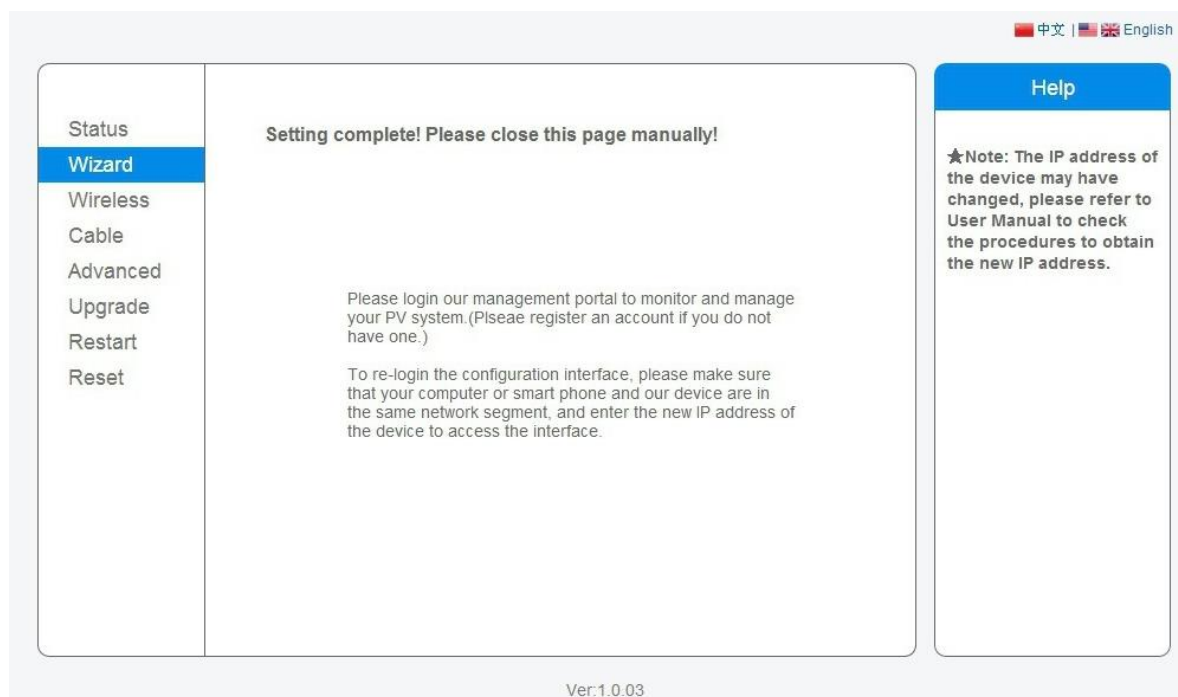 中文 | English
Status
Wizard
Wireless
Cable
Advanced
Upgrade
Restart
Reset
Setting complete! Please close this page manually!
Please login our management portal to monitor and manage
your PV system.(Plseae register an account if you do not
have one.)
To re-login the configuration interface, please make sure
that your computer or smart phone and our device are in
the same network segment, and enter the new IP address of
the device to access the interface.
Help
★Note: The IP address of
the device may have
changed, please refer to
User Manual to check
the procedures to obtain
the new IP address.
Ver:1.0.03